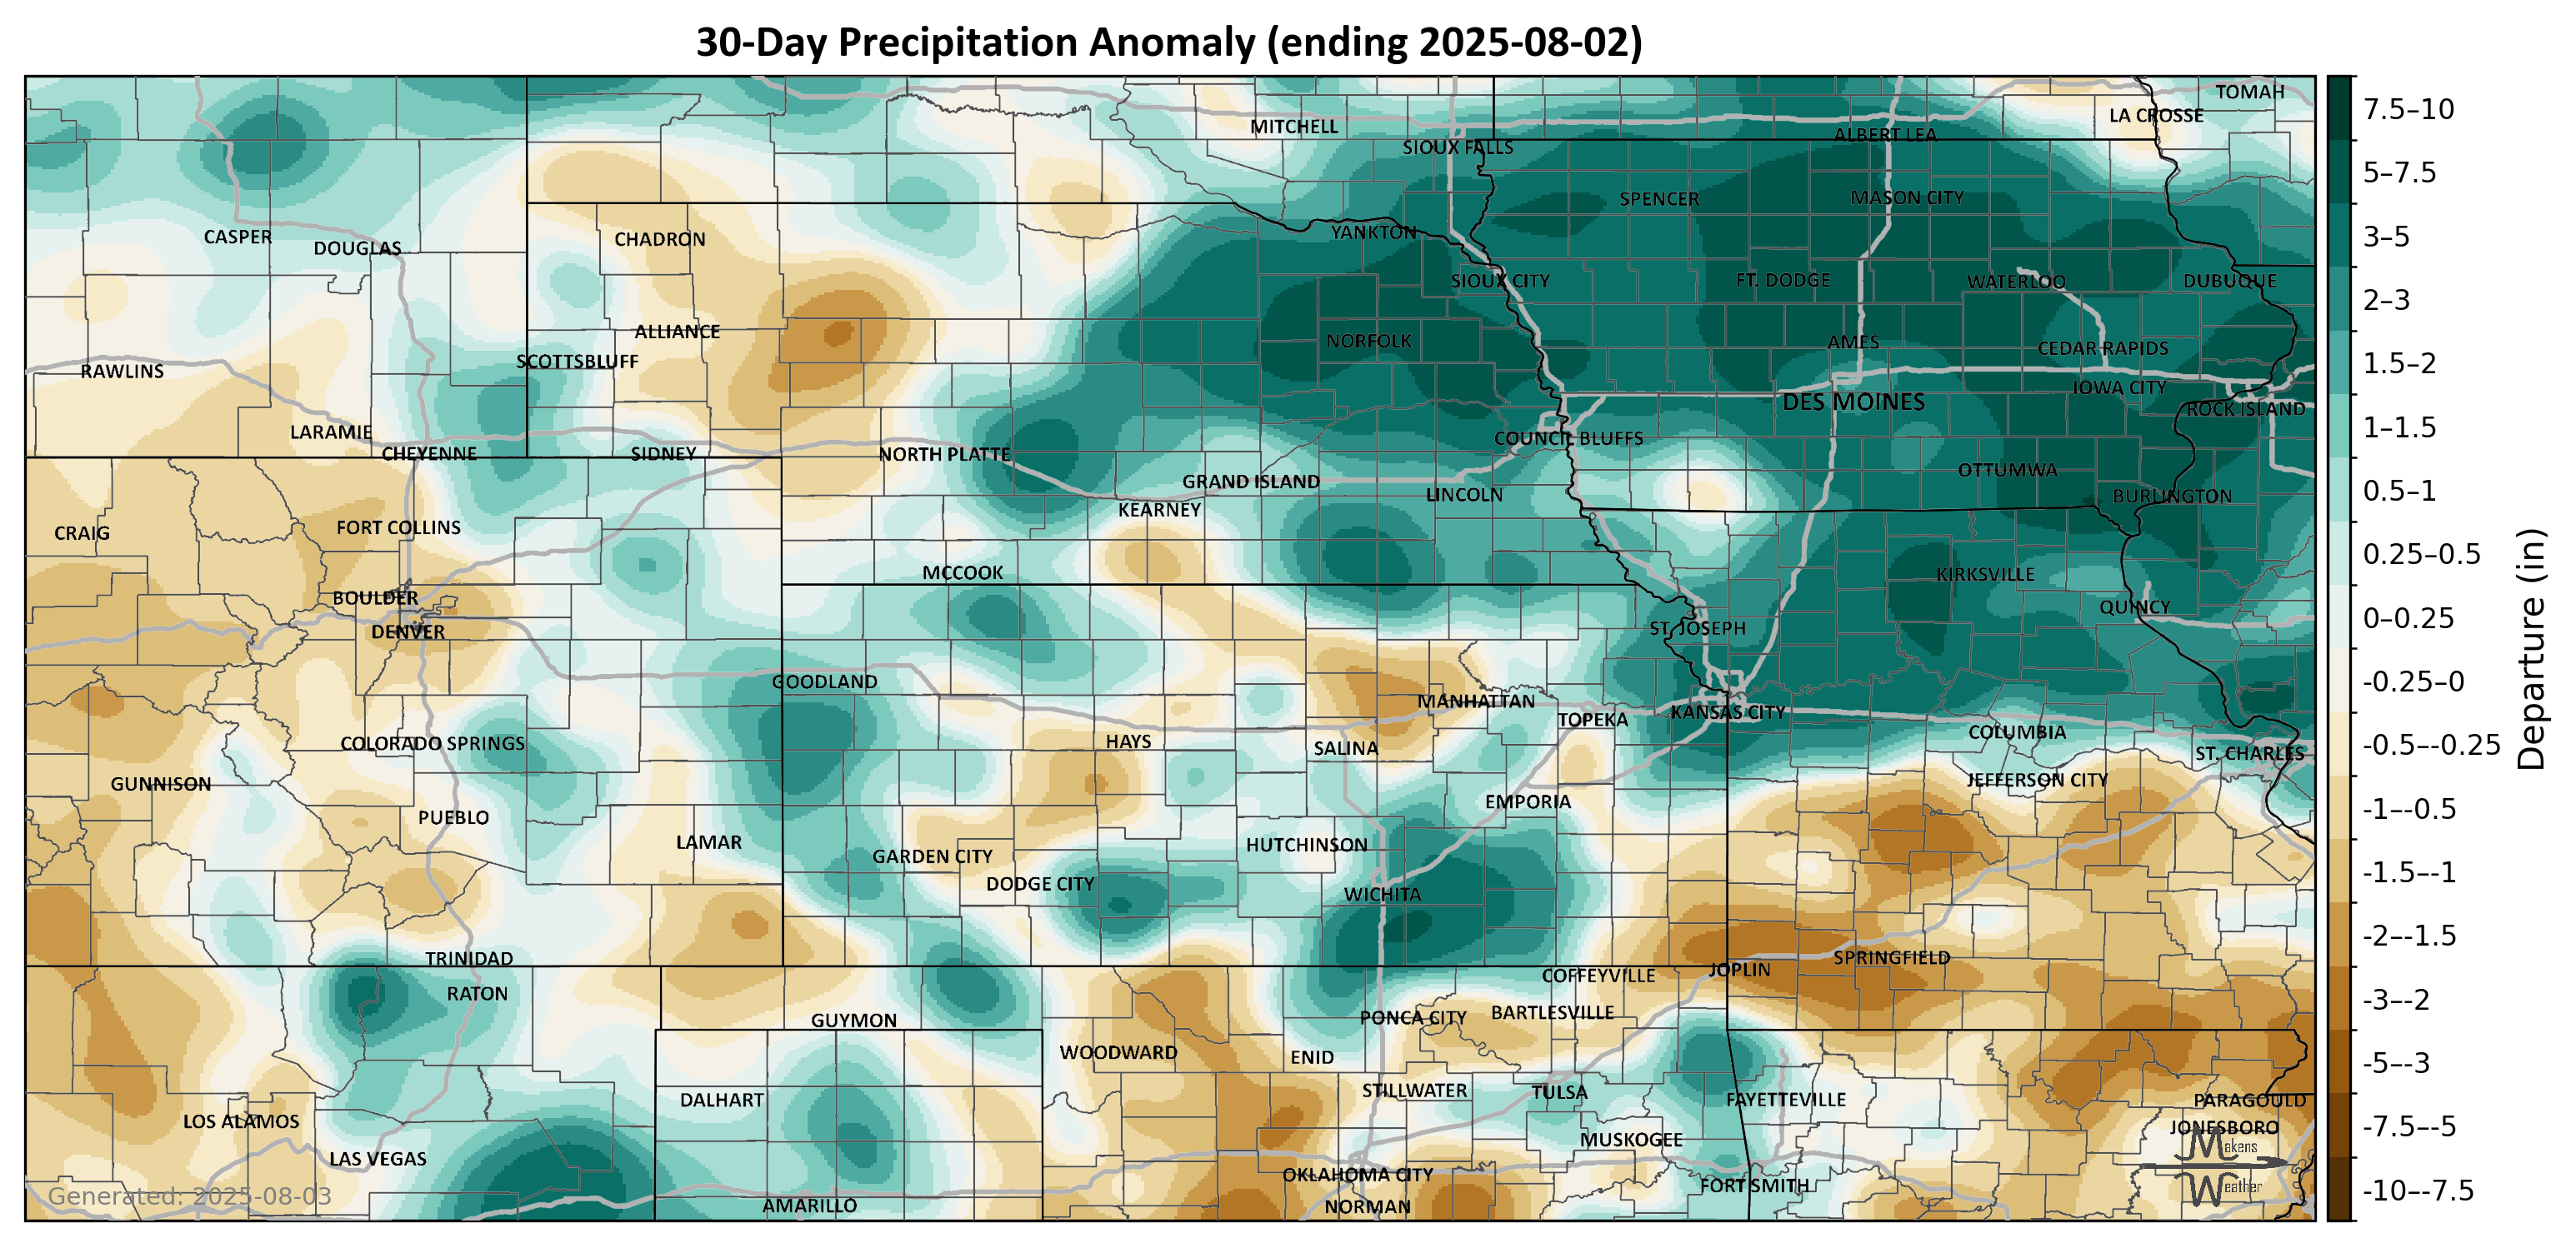 30-Day Precipitation Anomaly (ending 2025-08-02)
TOMAH
LA CROSSE
MITCHELL
ALBERT LEA
SIOUX FALLS
SPENCER
MASON CITY
YANKTON
CASPER
DOUGLAS
CHADRON
SIOUX CITY
FT. DODGE
WATERLOO
DUBUQUE
ALLIANCE
NORFOLK
AMES
CEDAR RAPIDS
SCOTTSBLUFF
RAWLINS
IOWA CITY
DES MOINES
ROCK ISLAND
LARAMIE
COUNCIL BLUFFS
CHEYENNE
SIDNEY
NORTH PLATTE
OTTUMWA
GRAND ISLAND
LINCOLN
BURLINGTON
KEARNEY
CRAIG
FORT COLLINS
MCCOOK
KIRKSVILLE
BOULDER
QUINCY
DENVER
ST. JOSEPH
GOODLAND
MANHATTAN
KANSAS CITY
TOPEKA
COLUMBIA
COLORADO SPRINGS
HAYS
SALINA
ST. CHARLES
GUNNISON
JEFFERSON CITY
EMPORIA
PUEBLO
LAMAR
HUTCHINSON
GARDEN CITY
DODGE CITY
WICHITA
TRINIDAD
SPRINGFIELD
JOPLIN
COFFEYVILLE
RATON
BARTLESVILLE
PONCA CITY
GUYMON
WOODWARD
ENID
STILLWATER
TULSA
DALHART
FAYETTEVILLE
PARAGOULD
LOS ALAMOS
JONESBORO
MUSKOGEE
LAS VEGAS
OKLAHOMA CITY
FORT SMITH
AMARILLO
NORMAN
Makens
Weather
Generated: 2025-08-03
7.5–10
5–7.5
3–5
2–3
1.5–2
1–1.5
0.5–1
0.25–0.5
0–0.25
-0.25–0
-0.5–-0.25
-1–-0.5
-1.5–-1
-2–-1.5
-3–-2
-5–-3
-7.5–-5
-10–-7.5
Departure (in)